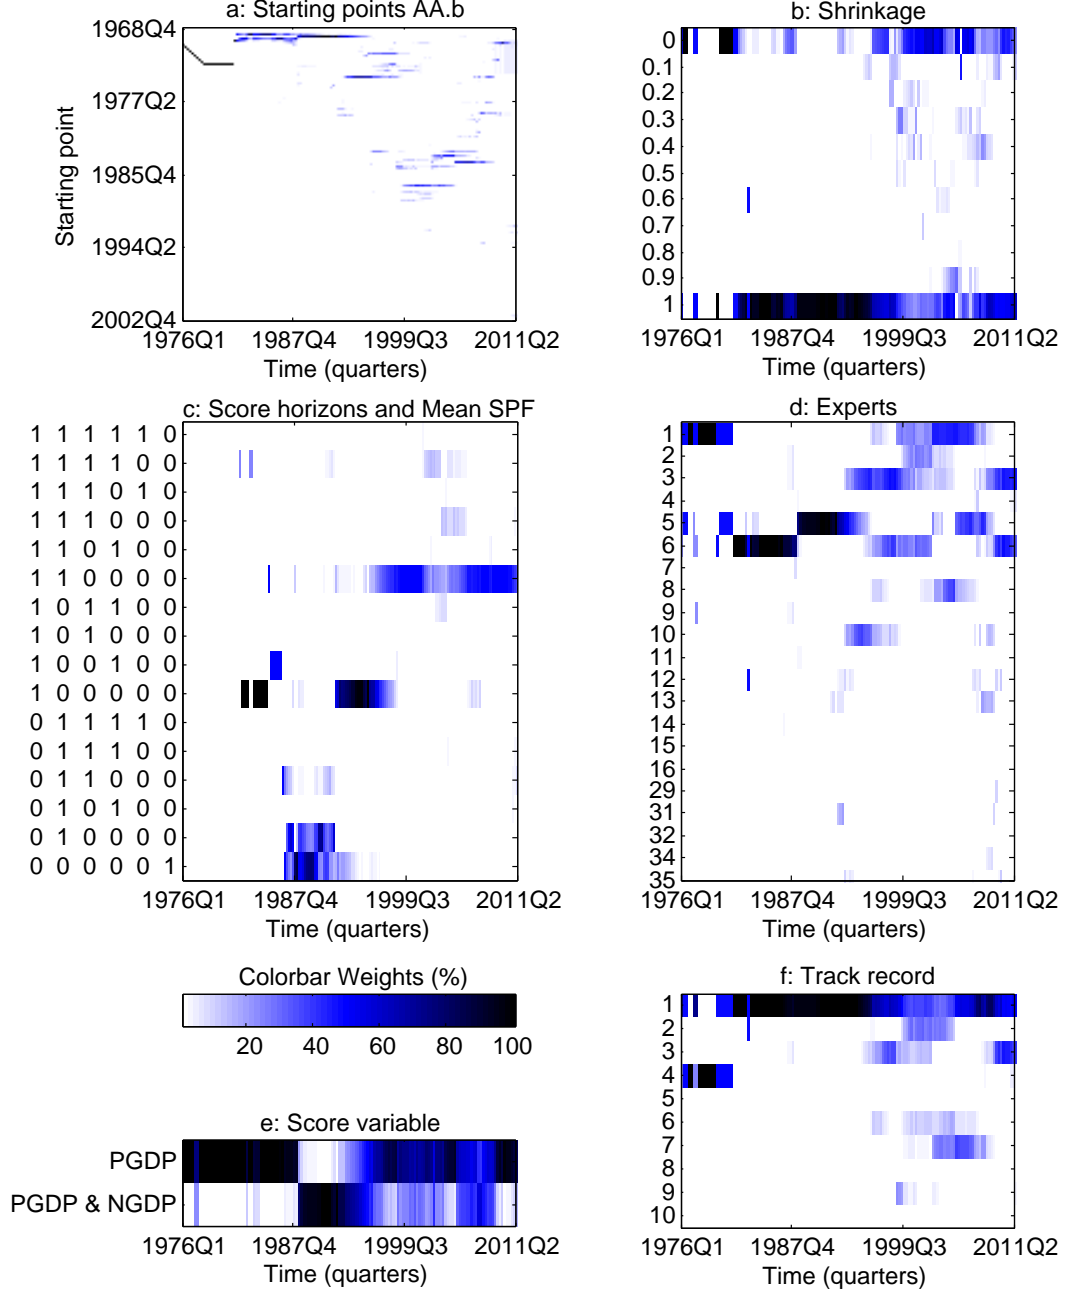 a: Starting points AA.b
1968Q4
1977Q2
1985Q4
1994Q2
2002Q4
Starting point
1976Q1 1987Q4 1999Q3 2011Q2
Time (quarters)
b: Shrinkage
0
0.1
0.2
0.3
0.4
0.5
0.6
0.7
0.8
0.9
1
1976Q1 1987Q4 1999Q3 2011Q2
Time (quarters)
c: Score horizons and Mean SPF
1 1 1 1 1 0
1 1 1 1 0 0
1 1 1 0 1 0
1 1 1 0 0 0
1 1 0 1 0 0
1 1 0 0 0 0
1 0 1 1 0 0
1 0 1 0 0 0
1 0 0 1 0 0
1 0 0 0 0 0
0 1 1 1 1 0
0 1 1 1 0 0
0 1 1 0 0 0
0 1 0 1 0 0
0 1 0 0 0 0
0 0 0 0 0 1
1976Q1 1987Q4 1999Q3 2011Q2
Time (quarters)
d: Experts
1
2
3
4
5
6
7
8
9
10
11
12
13
14
15
16
29
31
32
34
35
1976Q1 1987Q4 1999Q3 2011Q2
Time (quarters)
Colorbar Weights (%)
20 40 60 80 100
e: Score variable
PGDP
PGDP & NGDP
1976Q1 1987Q4 1999Q3 2011Q2
Time (quarters)
f: Track record
1
2
3
4
5
6
7
8
9
10
1976Q1 1987Q4 1999Q3 2011Q2
Time (quarters)